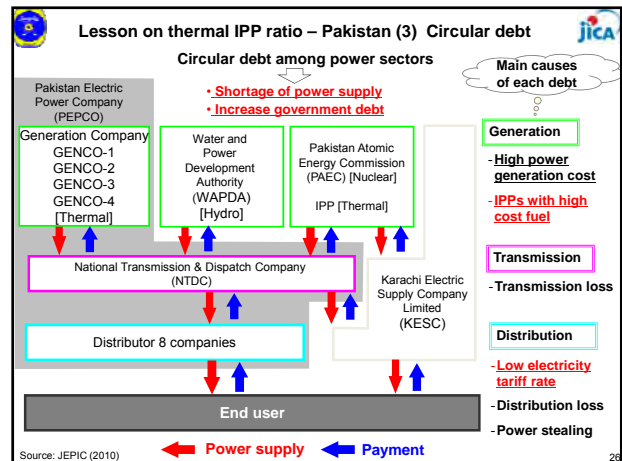 Lesson on thermal IPP ratio – Pakistan (3)  Circular debt
jicA
Circular debt among power sectors
• Shortage of power supply
• Increase government debt
Main causes
of each debt
Pakistan Electric
Power Company
(PEPCO)
Generation Company
GENCO-1
GENCO-2
GENCO-3
GENCO-4
[Thermal]
Water and
Power
Development
Authority
(WAPDA)
[Hydro]
Pakistan Atomic
Energy Commission
(PAEC) [Nuclear]
IPP [Thermal]
National Transmission & Dispatch Company
(NTDC)
Karachi Electric
Supply Company
Limited
(KESC)
Distributor 8 companies
End user
Generation
-High power
generation cost
-IPPs with high
cost fuel
Transmission
-Transmission loss
Distribution
-Low electricity
tariff rate
-Distribution loss
-Power stealing
Source: JEPIC (2010)
Power supply
Payment
26